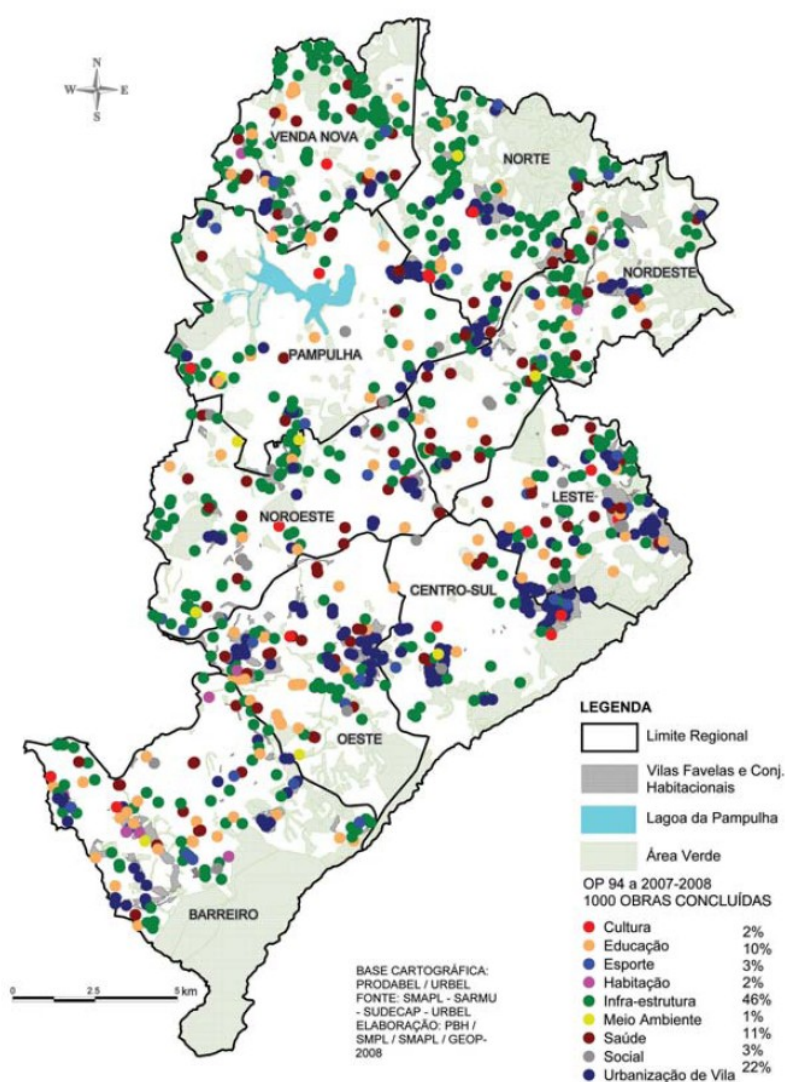 N
W E
S
VENDA NOVA
NORTE
NORDESTE
PAMPULHA
NOROESTE
LESTE
CENTRO-SUL
OESTE
BARREIRO
LEGENDA
Limite Regional
Vilas Favelas e Conj.
Habitacionais
Lagoa da Pampulha
Área Verde
OP 94 a 2007-2008
1000 OBRAS CONCLUÍDAS
Cultura 2%
Educação 10%
Esporte 3%
Habitação 2%
Infra-estrutura 46%
Meio Ambiente 1%
Saúde 11%
Social 3%
Urbanização de Vila 22%
0 2.5 5 km
BASE CARTOGRÁFICA:
PRODABEL / URBEL
FONTE: SMAPL - SARMU
- SUDECAP - URBEL
ELABORAÇÃO: PBH /
SMPL / SMAPL / GEOP-
2008